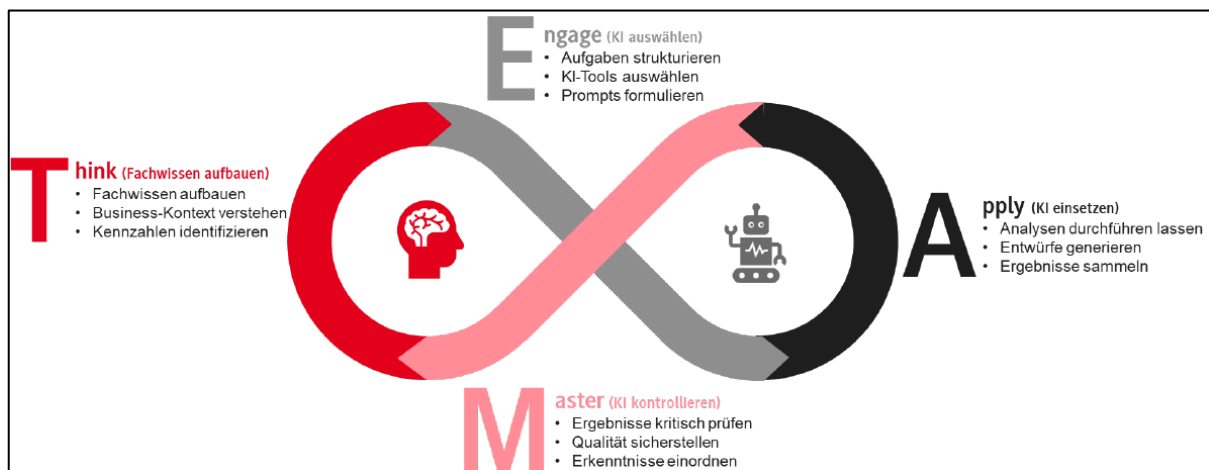 Think (Fachwissen aufbauen)
• Fachwissen aufbauen
• Business-Kontext verstehen
• Kennzahlen identifizieren
Engage (KI auswählen)
• Aufgaben strukturieren
• KI-Tools auswählen
• Prompts formulieren
Apply (KI einsetzen)
• Analysen durchführen lassen
• Entwürfe generieren
• Ergebnisse sammeln
Master (KI kontrollieren)
• Ergebnisse kritisch prüfen
• Qualität sicherstellen
• Erkenntnisse einordnen